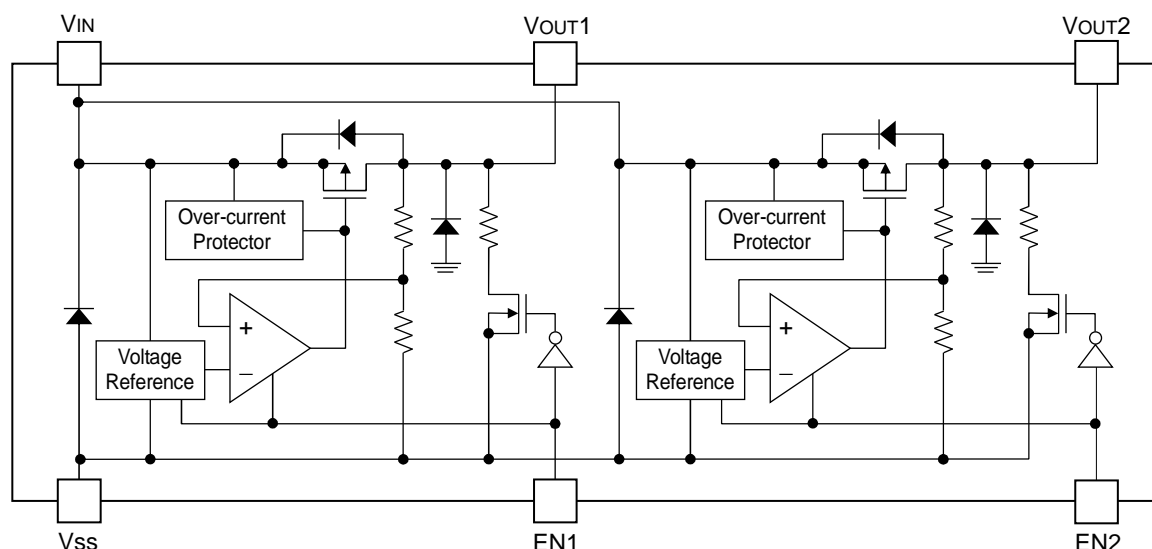 VIN
VOUT1
VOUT2
Over-current
Protector
Over-current
Protector
+
+
Voltage
Reference
−
Voltage
Reference
−
VSS
EN1
EN2